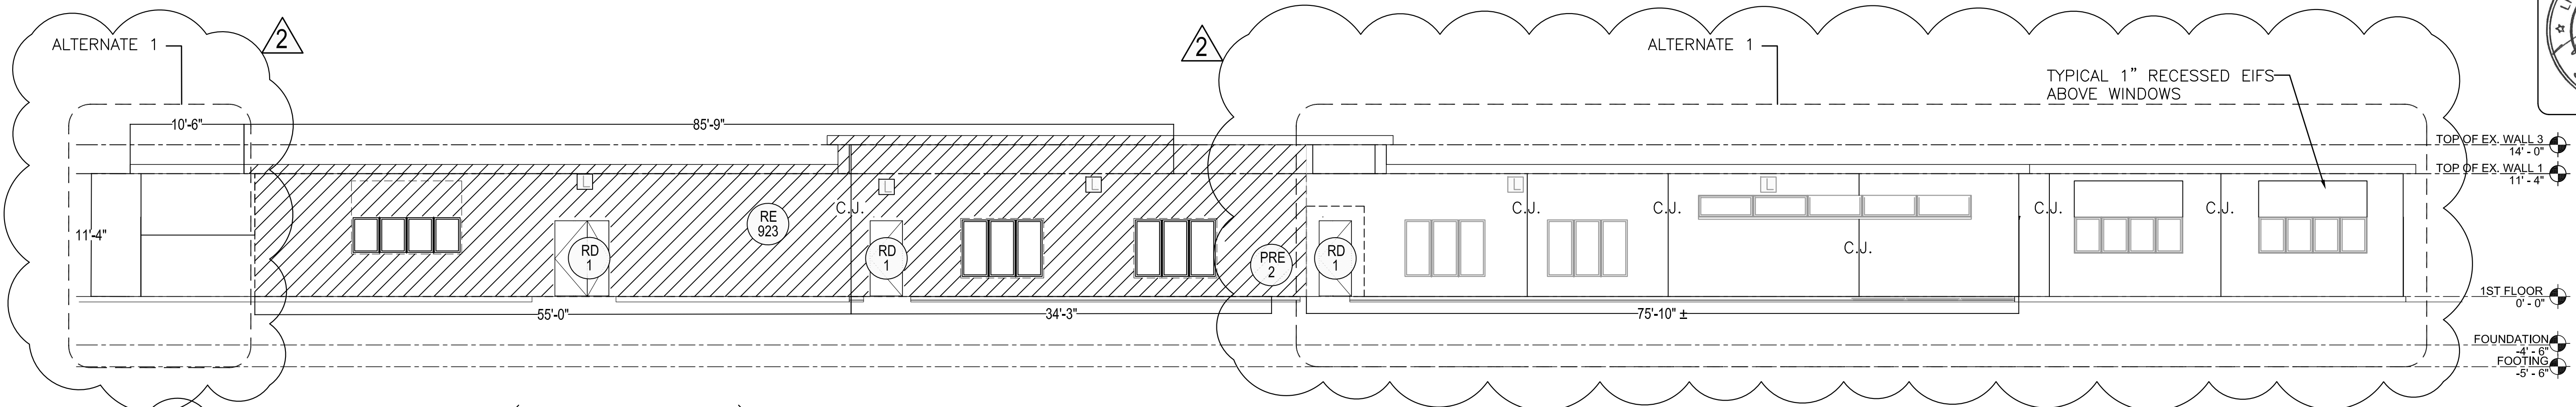 ALTERNATE 1
2
2
ALTERNATE 1
TYPICAL 1" RECESSED EIFS
ABOVE WINDOWS
10'-6"
85'-9"
TOP OF EX. WALL 3
14' - 0"
TOP OF EX. WALL 1
11' - 4"
L
L
L
L
L
C.J.
C.J.
C.J.
C.J.
C.J.
RE
923
11'-4"
C.J.
RD
1
RD
1
PRE
2
RD
1
1ST FLOOR
0' - 0"
55'-0"
34'-3"
75'-10" ±
FOUNDATION
-4' - 6"
FOOTING
-5' - 6"